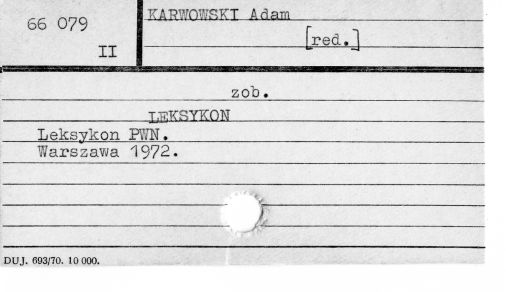 66 079
II
KARWOWSKI Adam
[red.]
zob.
LEKSYKON
Leksykon PWN.
Warszawa 1972.
DUJ. 693/70. 10 000.